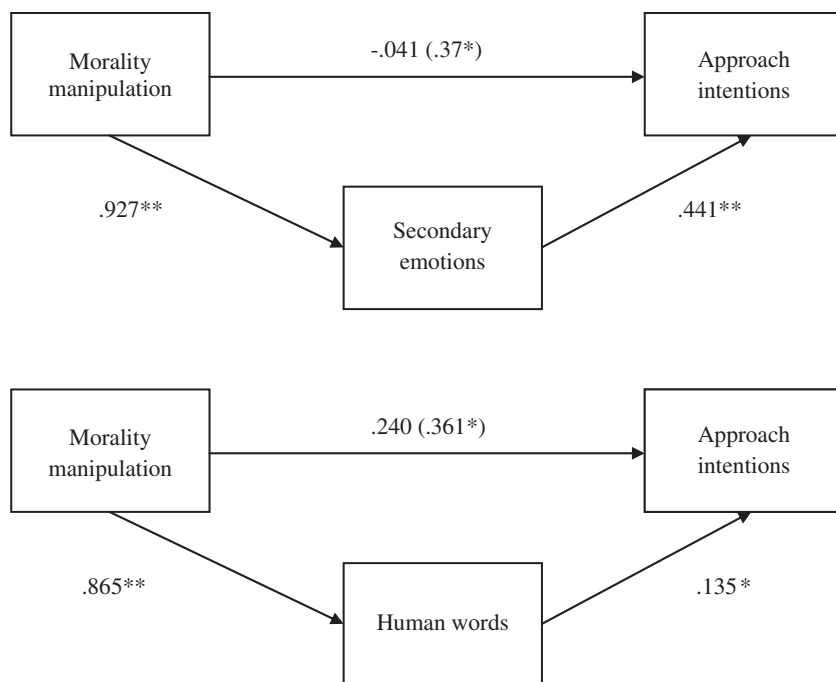 Morality
manipulation
-.041 (.37*)
Approach
intentions
.927**
Secondary
emotions
.441**
Morality
manipulation
.240 (.361*)
Approach
intentions
.865**
Human words
.135*